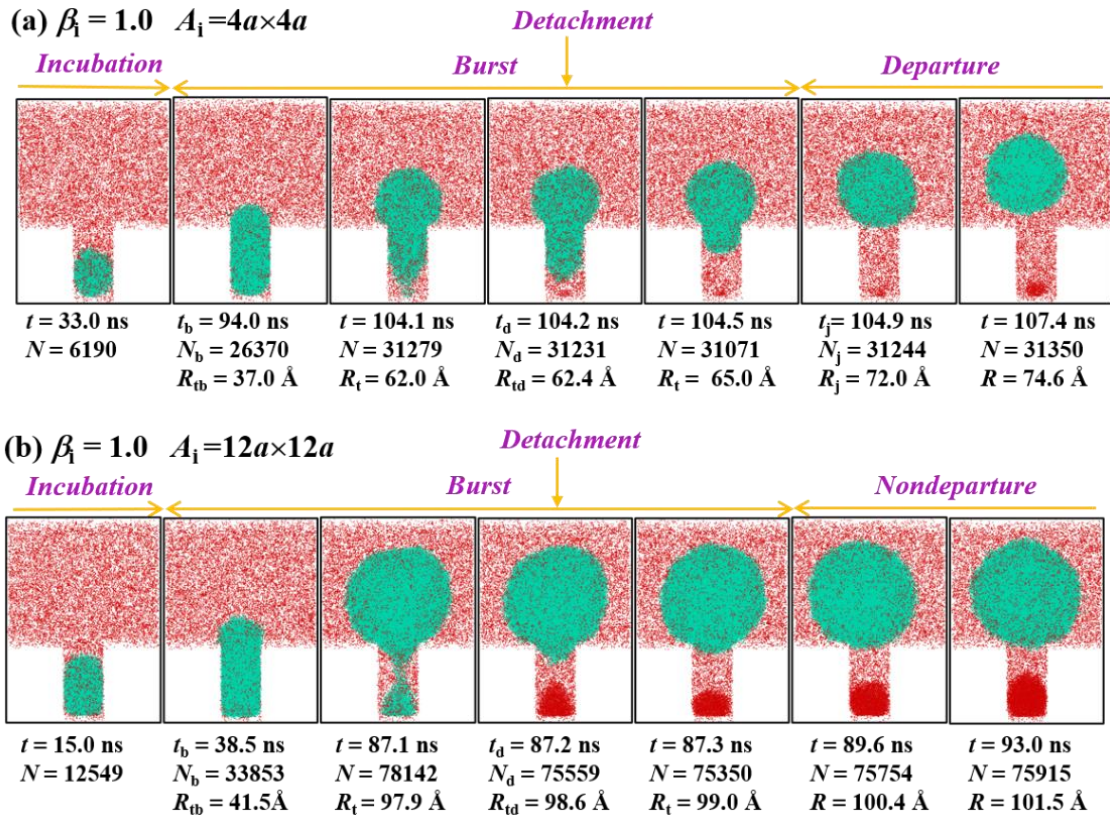 (a) βi = 1.0 Ai =4a×4a
Detachment
Incubation Burst Departure
t = 33.0 ns tb = 94.0 ns t = 104.1 ns td = 104.2 ns t = 104.5 ns tj = 104.9 ns t = 107.4 ns
N = 6190 Nb = 26370 N = 31279 Nd = 31231 N = 31071 Nj = 31244 N = 31350
Rtb = 37.0 Å Rt = 62.0 Å Rtd = 62.4 Å Rt = 65.0 Å Rj = 72.0 Å R = 74.6 Å
(b) βi = 1.0 Ai =12a×12a
Detachment
Incubation Burst Nondeparture
t = 15.0 ns tb = 38.5 ns t = 87.1 ns td = 87.2 ns t = 87.3 ns t = 89.6 ns t = 93.0 ns
N = 12549 Nb = 33853 N = 78142 Nd = 75559 N = 75350 N = 75754 N = 75915
Rtb = 41.5Å Rt = 97.9 Å Rtd = 98.6 Å Rt = 99.0 Å R = 100.4 Å R = 101.5 Å